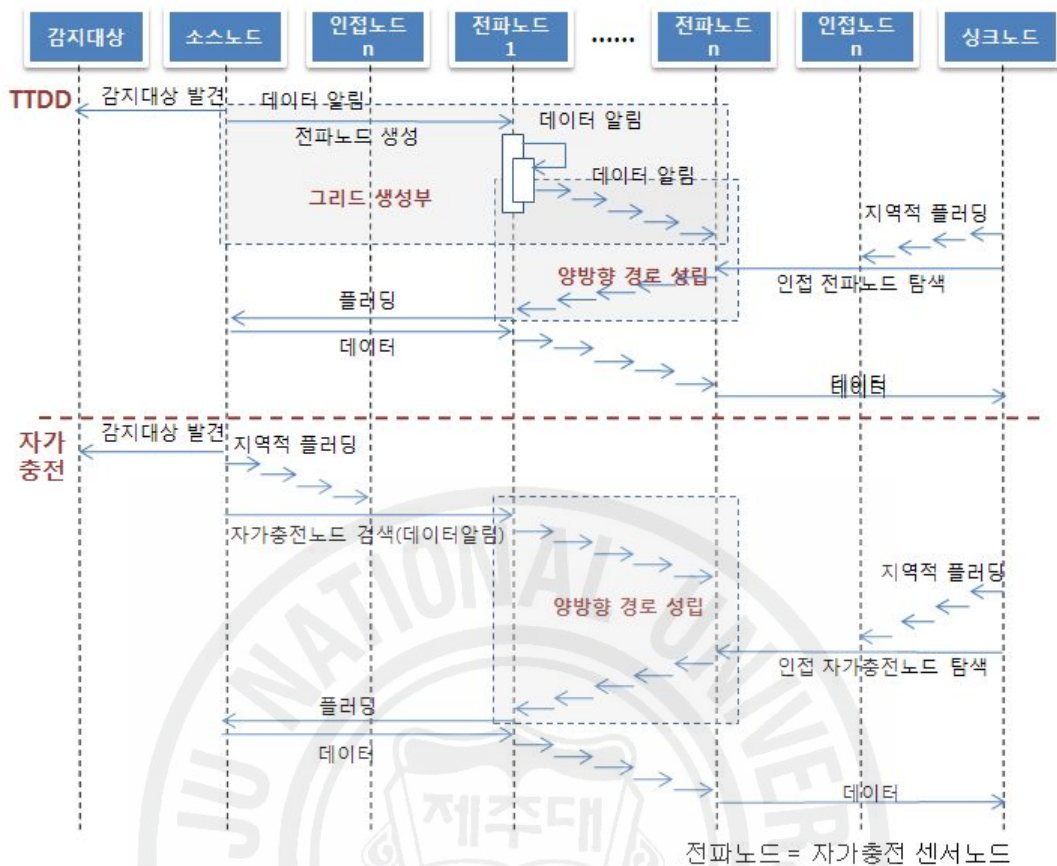 감지대상
소스노드
인접노드
n
전파노드
1
......
전파노드
n
인접노드
n
싱크노드
TTDD
감지대상 발견
데이터 알림
전파노드 생성
데이터 알림
데이터 알림
그리드 생성부
지역적 플러딩
양방향 경로 성립
인접 전파노드 탐색
플러딩
데이터
데이터
자가
충전
감지대상 발견
지역적 플러딩
자가충전노드 검색(데이터알림)
지역적 플러딩
양방향 경로 성립
인접 자가충전노드 탐색
플러딩
데이터
데이터
전파노드 = 자가충전 센서노드
JU NATIONAL UNIVER
제주대